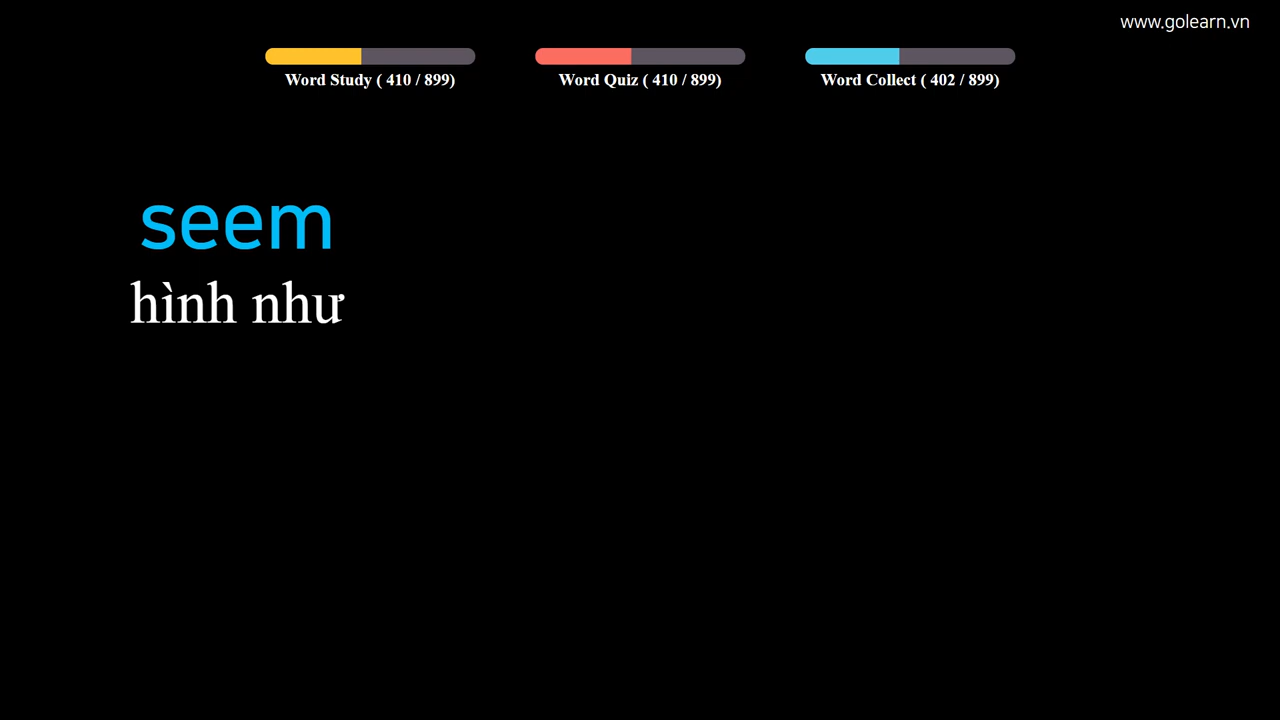 www.golearn.vn
Word Study ( 410 / 899)
Word Quiz ( 410 / 899)
Word Collect ( 402 / 899)
seem
hình như